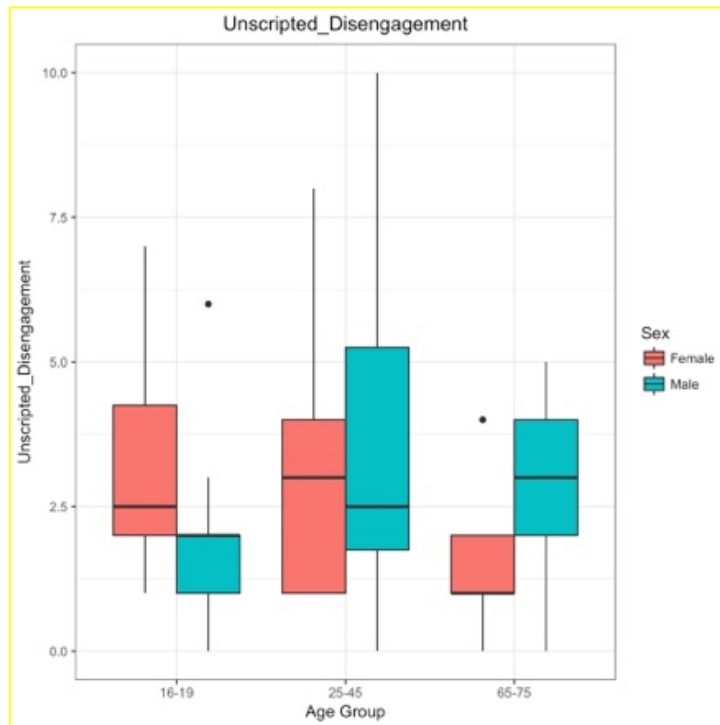 Unscripted_Disengagement
Unscripted_Disengagement
10.0
7.5
5.0
2.5
0.0
16-19
25-45
65-75
Age Group
Sex
Female
Male